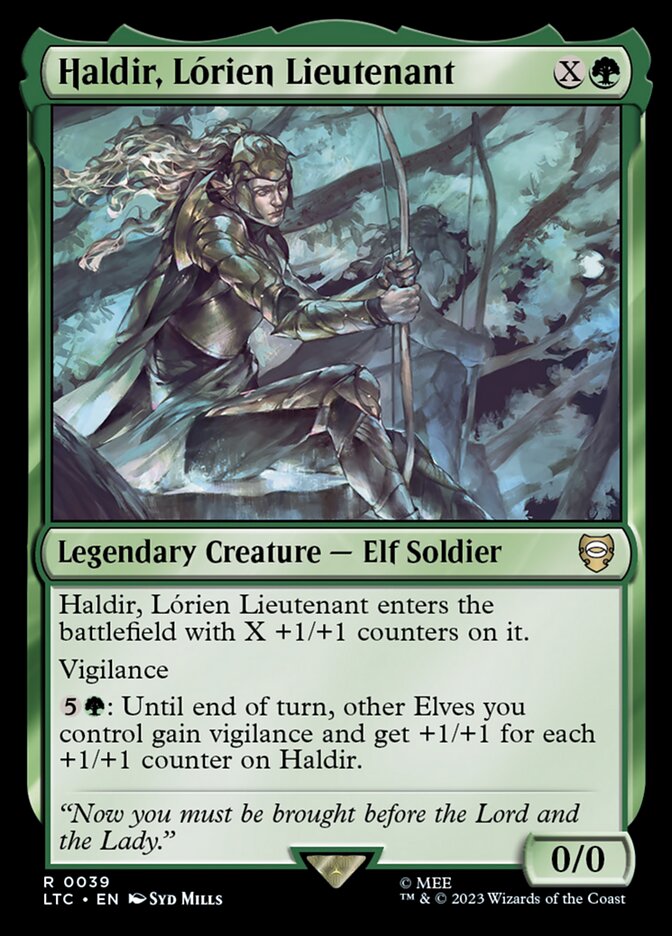 Haldir, Lórien Lieutenant X
Legendary Creature — Elf Soldier
Haldir, Lórien Lieutenant enters the
battlefield with X +1/+1 counters on it.
Vigilance
5: Until end of turn, other Elves you
control gain vigilance and get +1/+1 for each
+1/+1 counter on Haldir.
“Now you must be brought before the Lord and
the Lady.”
0/0
R 0039
LTC • EN Syd Mills
© MEE
™ & © 2023 Wizards of the Coast